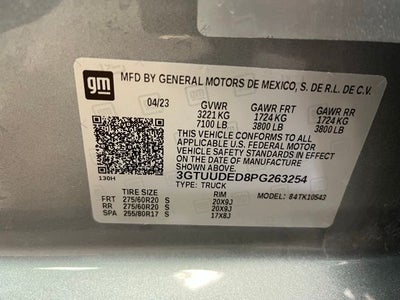 gm
MFD BY GENERAL MOTORS DE MEXICO, S. DE R.L. DE C.V.
04/23 GVWR GAWR FRT GAWR RR
3221 KG 1724 KG 1724 KG
7100 LB 3800 LB 3800 LB
THIS VEHICLE CONFORMS TO ALL
APPLICABLE U.S. FEDERAL MOTOR
VEHICLE SAFETY STANDARDS IN
EFFECT ON THE DATE OF MANUFACTURE
SHOWN ABOVE.
3GTUUDED8PG263254
130H TYPE: TRUCK MODEL: 84TK10543
TIRE SIZE RIM
FRT 275/60R20 S 20X9J
RR 275/60R20 S 20X9J
SPA 255/80R17 S 17X8J